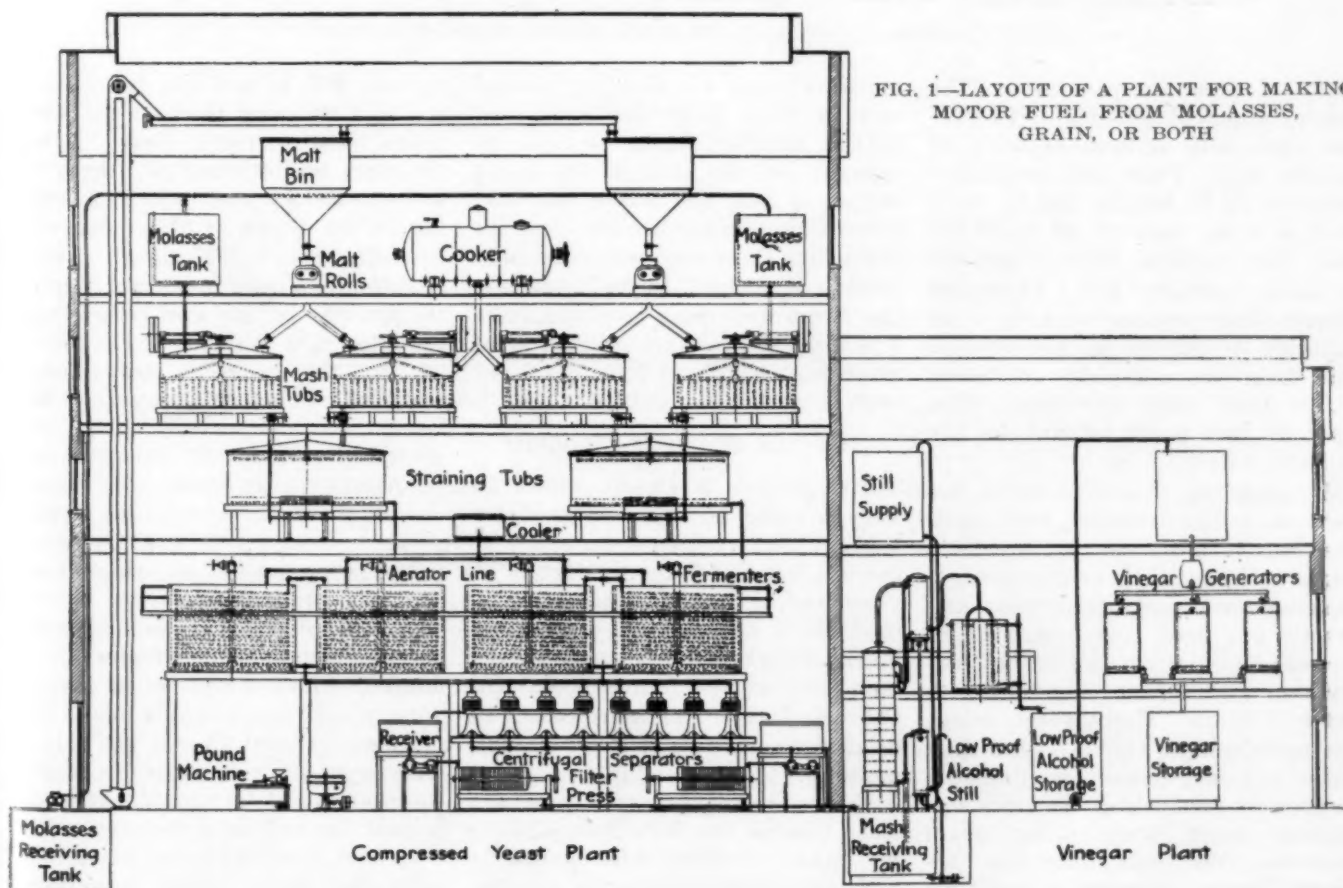 FIG. 1—LAYOUT OF A PLANT FOR MAKING
MOTOR FUEL FROM MOLASSES,
GRAIN, OR BOTH
Malt
Bin
Molasses
Tank
Malt
Rolls
Cooker
Molasses
Tank
Mash
Tubs
Straining Tubs
Cooler
Still
Supply
Aerator Line
Fermenters
Vinegar Generators
Receiver
Pound
Machine
Centrifugal Separators
Filter
Press
Low Proof
Alcohol
Still
Low Proof
Alcohol
Storage
Vinegar
Storage
Molasses
Receiving
Tank
Compressed Yeast Plant
Mash
Receiving
Tank
Vinegar Plant